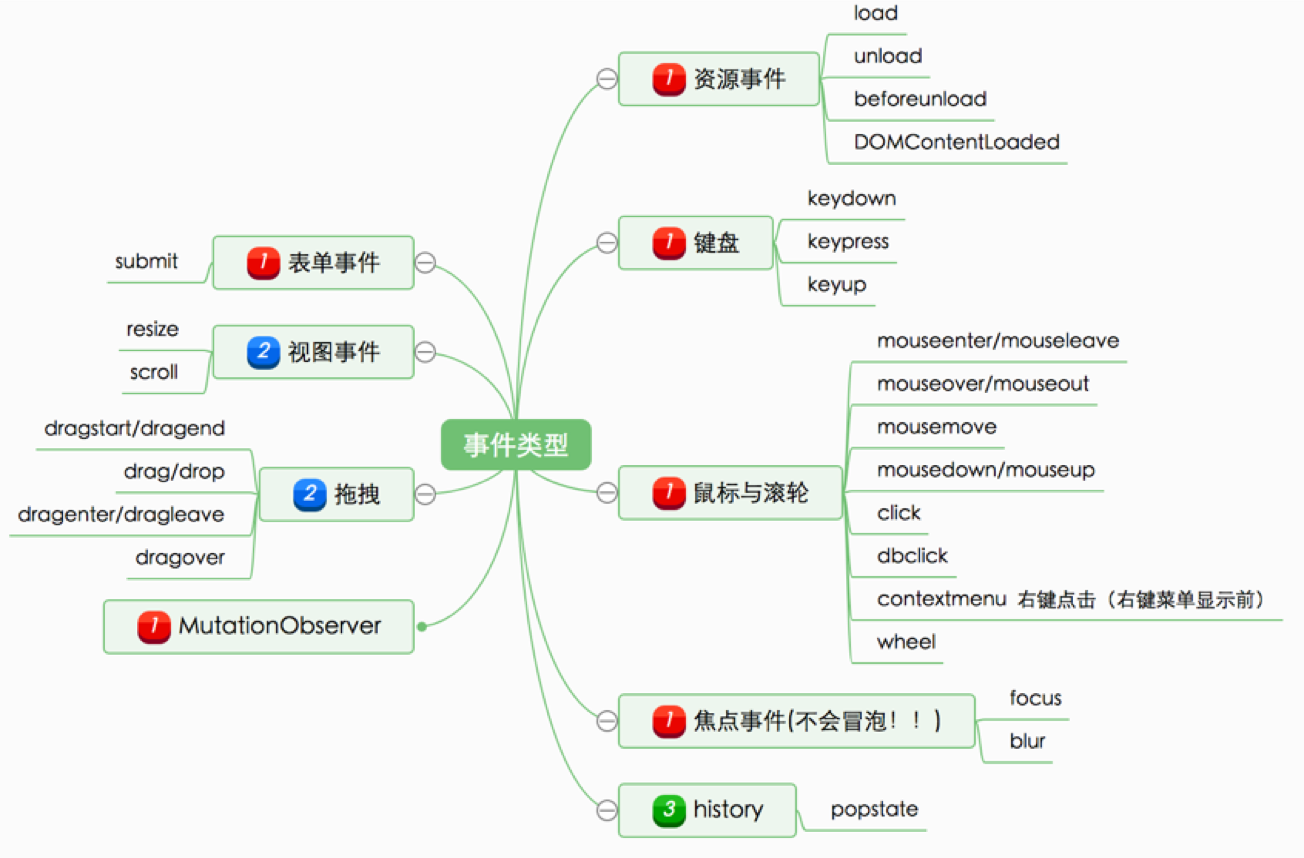 事件类型
1 资源事件
load
unload
beforeunload
DOMContentLoaded
1 键盘
keydown
keypress
keyup
1 鼠标与滚轮
mouseenter/mouseleave
mouseover/mouseout
mousemove
mousedown/mouseup
click
dbclick
contextmenu 右键点击（右键菜单显示前）
wheel
1 焦点事件(不会冒泡！！)
focus
blur
3 history
popstate
1 表单事件
submit
2 视图事件
resize
scroll
2 拖拽
dragstart/dragend
drag/drop
dragenter/dragleave
dragover
1 MutationObserver